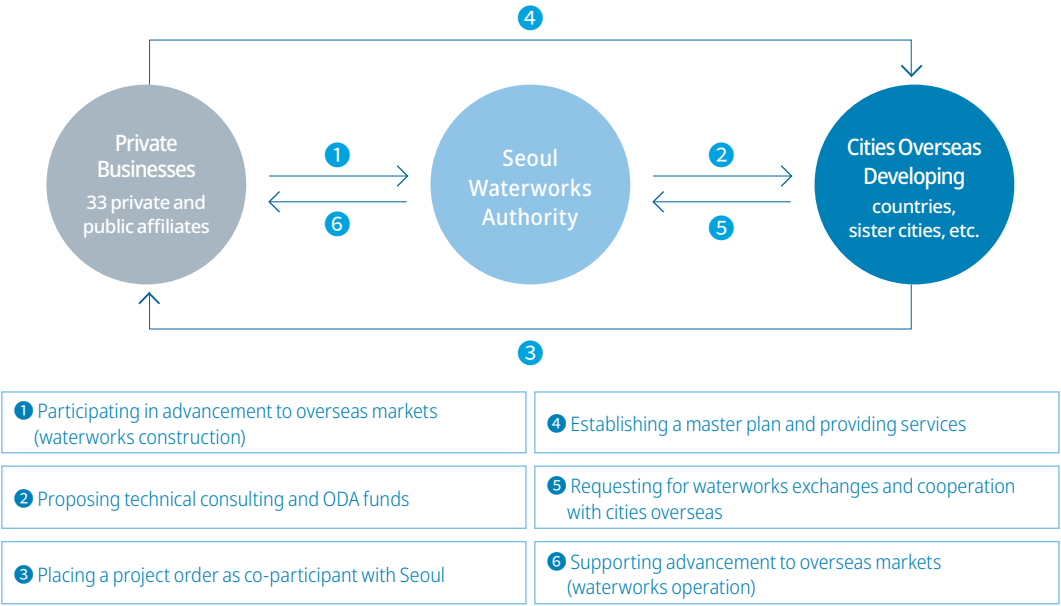 4
Private
Businesses
33 private and
public affiliates
1
6
Seoul
Waterworks
Authority
2
5
Cities Overseas
Developing
countries,
sister cities, etc.
3
1 Participating in advancement to overseas markets
(waterworks construction)
2 Proposing technical consulting and ODA funds
3 Placing a project order as co-participant with Seoul
4 Establishing a master plan and providing services
5 Requesting for waterworks exchanges and cooperation
with cities overseas
6 Supporting advancement to overseas markets
(waterworks operation)